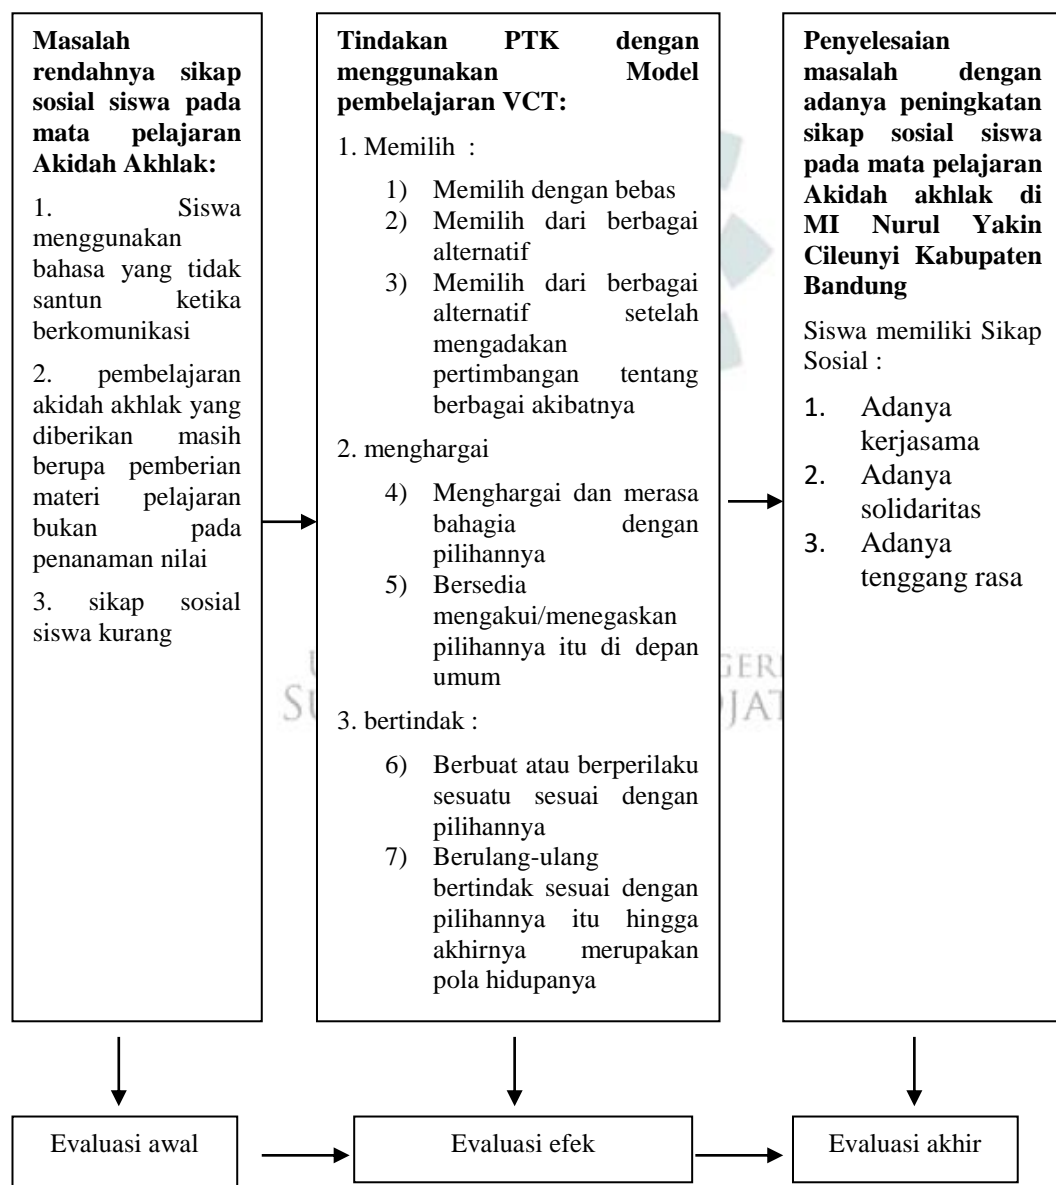 Masalah
rendahnya sikap
sosial siswa pada
mata pelajaran
Akidah Akhlak:
1. Siswa
menggunakan
bahasa yang tidak
santun ketika
berkomunikasi
2. pembelajaran
akidah akhlak yang
diberikan masih
berupa pemberian
materi pelajaran
bukan pada
penanaman nilai
3. sikap sosial
siswa kurang
Tindakan PTK dengan
menggunakan Model
pembelajaran VCT:
1. Memilih :
1) Memilih dengan bebas
2) Memilih dari berbagai
alternatif
3) Memilih dari berbagai
alternatif setelah
mengadakan
pertimbangan tentang
berbagai akibatnya
2. menghargai
4) Menghargai dan merasa
bahagia dengan
pilihannya
5) Bersedia
mengakui/menegaskan
pilihannya itu di depan
umum
3. bertindak :
6) Berbuat atau berperilaku
sesuatu sesuai dengan
pilihannya
7) Berulang-ulang
bertindak sesuai dengan
pilihannya itu hingga
akhirnya merupakan
pola hidupanya
Penyelesaian
masalah dengan
adanya peningkatan
sikap sosial siswa
pada mata pelajaran
Akidah akhlak di
MI Nurul Yakin
Cileunyi Kabupaten
Bandung
Siswa memiliki Sikap
Sosial :
1. Adanya
kerjasama
2. Adanya
solidaritas
3. Adanya
tenggang rasa
Evaluasi awal
Evaluasi efek
Evaluasi akhir